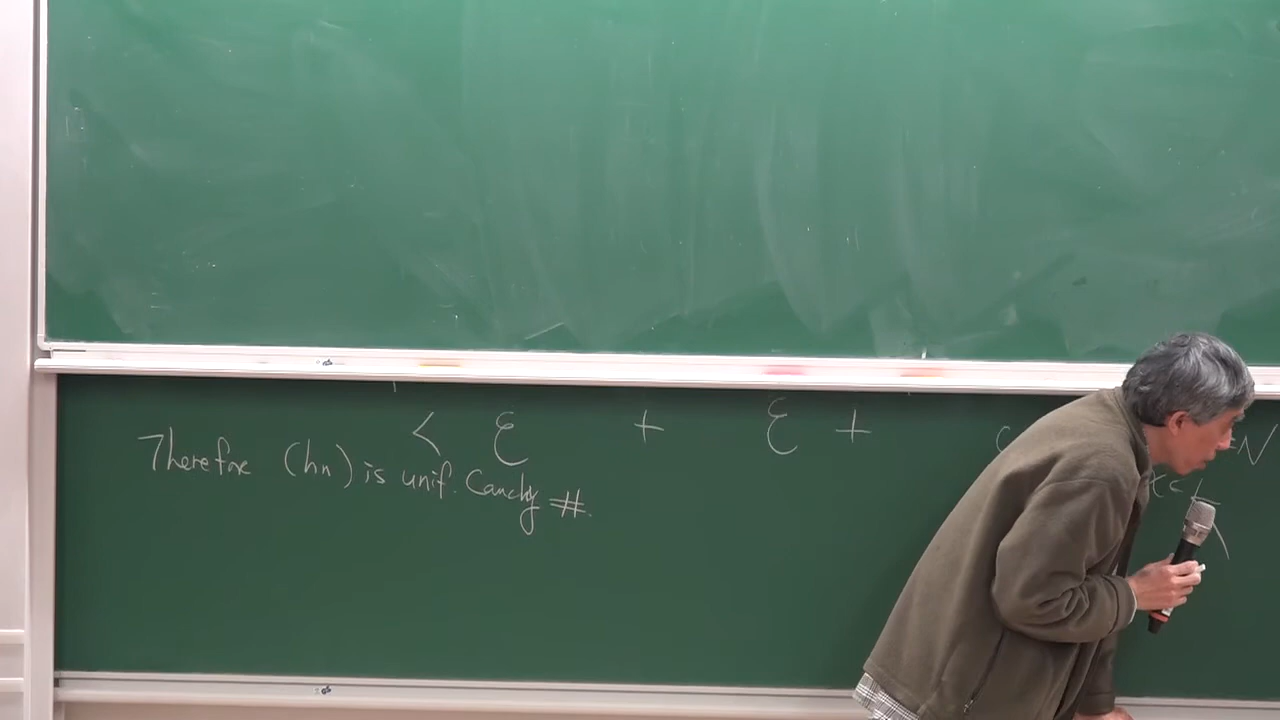 < ε + ε +
Therefore (hn) is unif. Cauchy #.